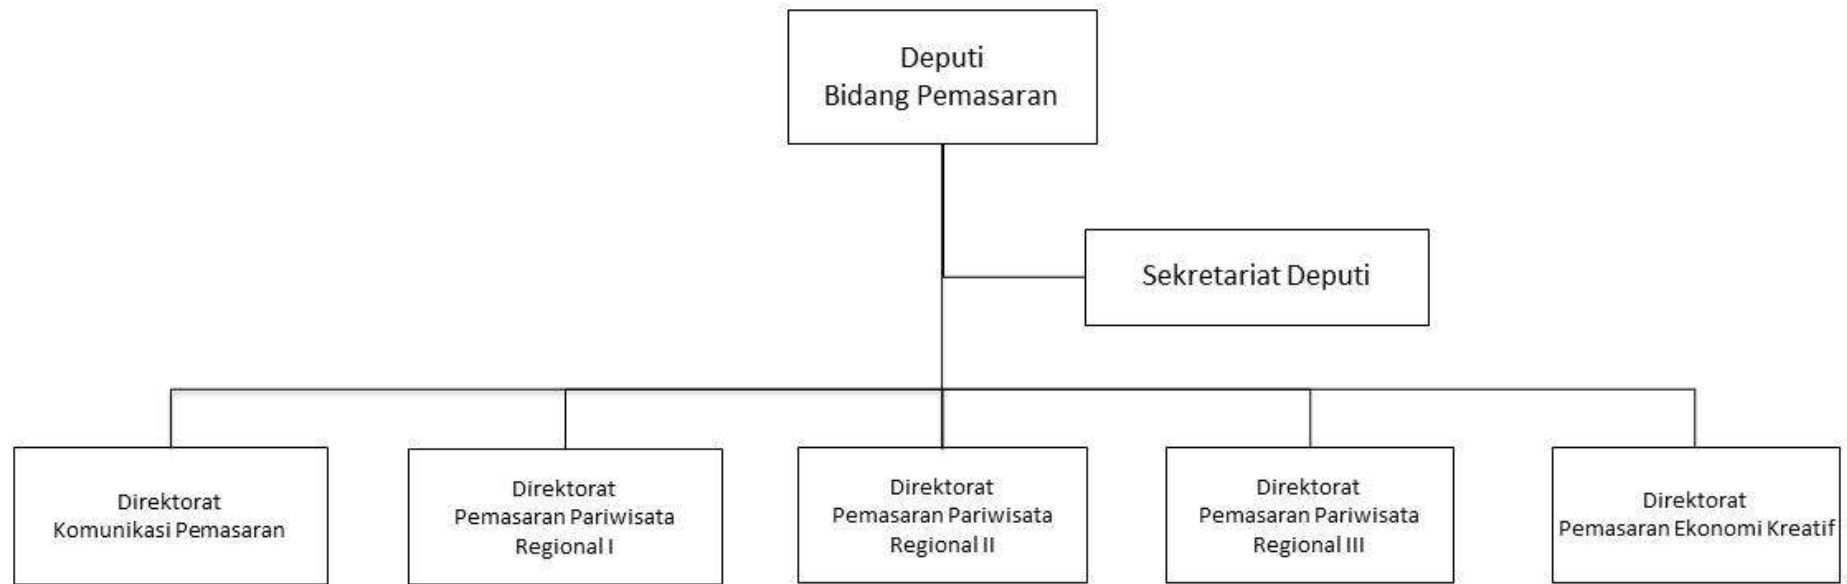 Deputi
Bidang Pemasaran
Sekretariat Deputi
Direktorat
Komunikasi Pemasaran
Direktorat
Pemasaran Pariwisata
Regional I
Direktorat
Pemasaran Pariwisata
Regional II
Direktorat
Pemasaran Pariwisata
Regional III
Direktorat
Pemasaran Ekonomi Kreatif